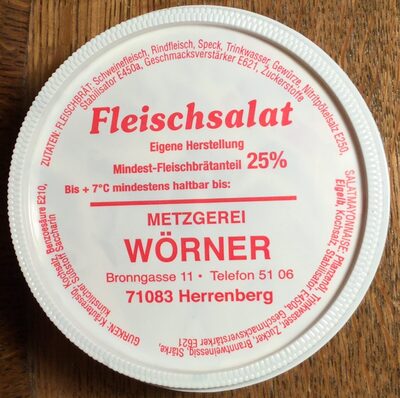 ZUTATEN: FLEISCHBRÄT: Schweinefleisch, Rindfleisch, Speck, Trinkwasser, Gewürze, Nitritpökelsalz E250,
Stabilisator E450a, Geschmacksverstärker E621, Zuckerstoffe
Fleischsalat
Eigene Herstellung
Mindest-Fleischbrätanteil 25%
Bis + 7°C mindestens haltbar bis:
METZGEREI
WÖRNER
Bronngasse 11 • Telefon 51 06
71083 Herrenberg
SALATMAYONNAISE: Pflanzenöl, Trinkwasser, Zucker, Branntweinessig, Stärke,
Eigelb, Kochsalz, Stabilisator E450a, Geschmacksverstärker E621
GURKEN: Kräuteressig, Kochsalz, Benzoesäure E210,
künstlicher Süßstoff Saccharin